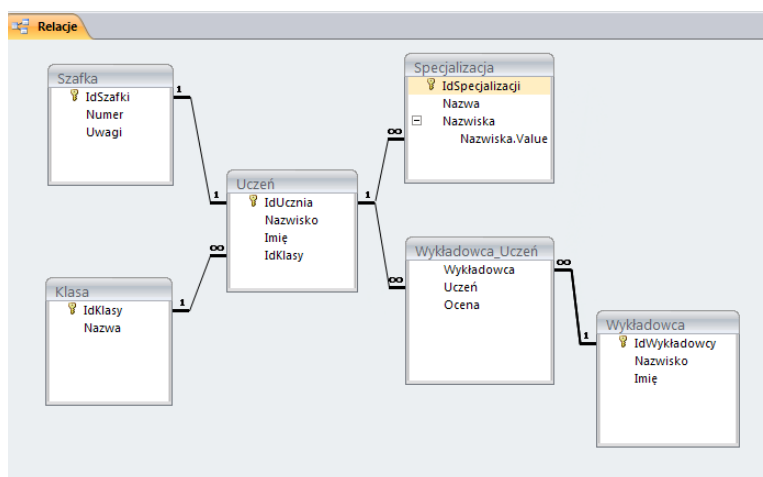 Relacje
Szafka
IdSzafki
Numer
Uwagi
1
1
Klasa
IdKlasy
Nazwa
1
∞
Uczeń
IdUcznia
Nazwisko
Imię
IdKlasy
1
Specjalizacja
IdSpecjalizacji
Nazwa
Nazwiska
Nazwiska.Value
∞
Wykładowca_Uczeń
Wykładowca
Uczeń
Ocena
∞
∞
1
Wykładowca
IdWykładowcy
Nazwisko
Imię